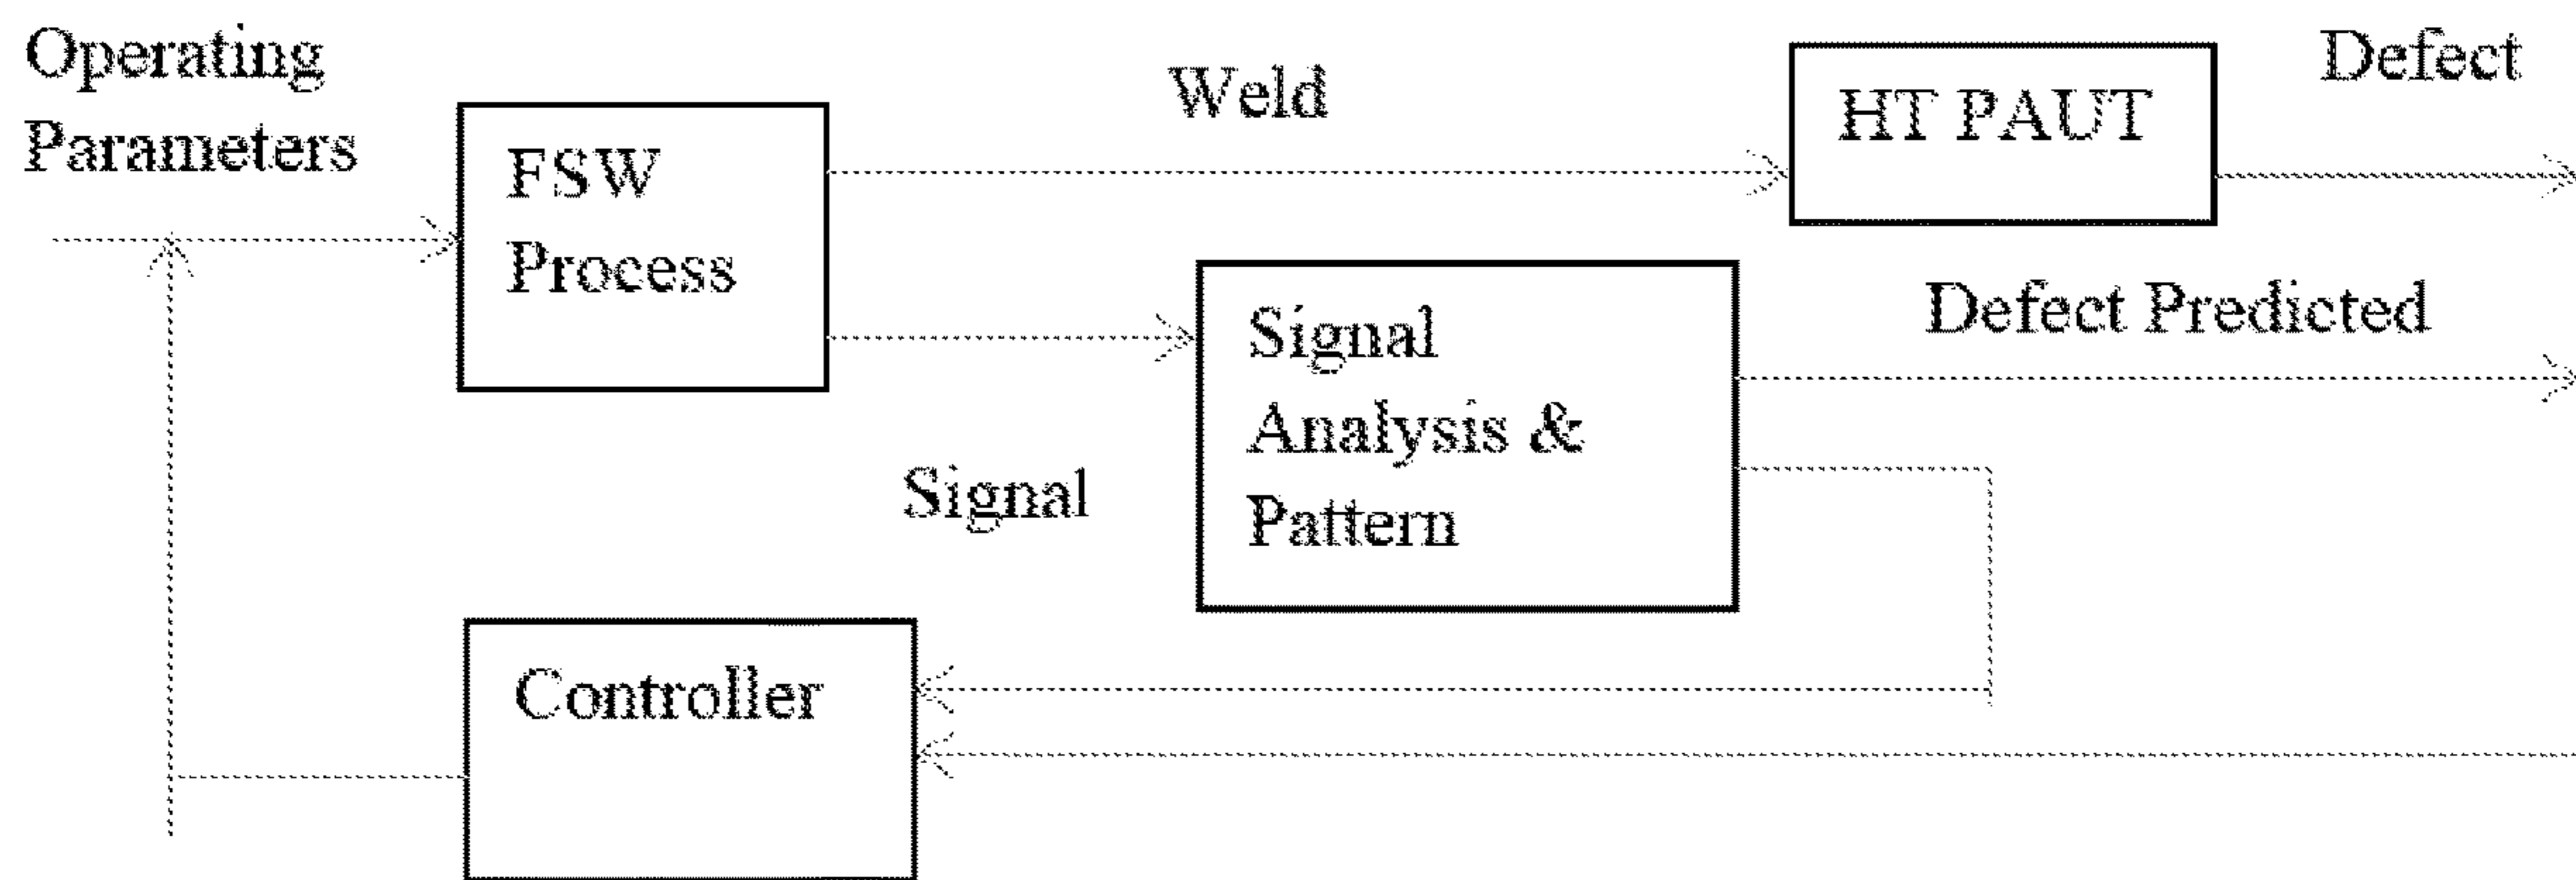 Operating
Parameters
FSW
Process
Weld
HT PAUT
Defect
Signal
Signal
Analysis &
Pattern
Defect Predicted
Controller